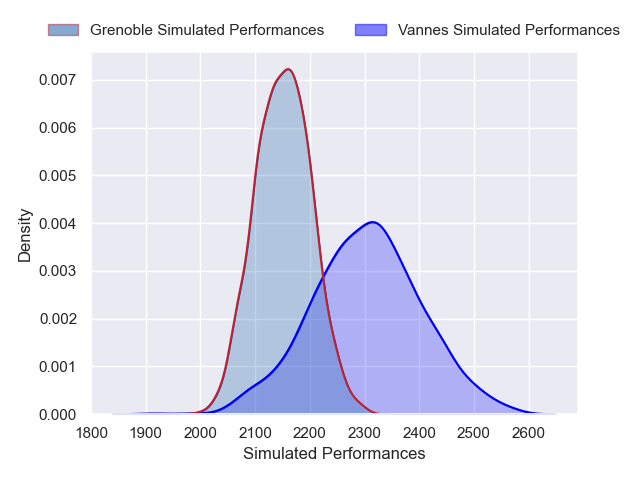 Grenoble Simulated Performances
Vannes Simulated Performances
0.007
0.006
0.005
0.004
0.003
0.002
0.001
0.000
Density
1800 1900 2000 2100 2200 2300 2400 2500 2600
Simulated Performances